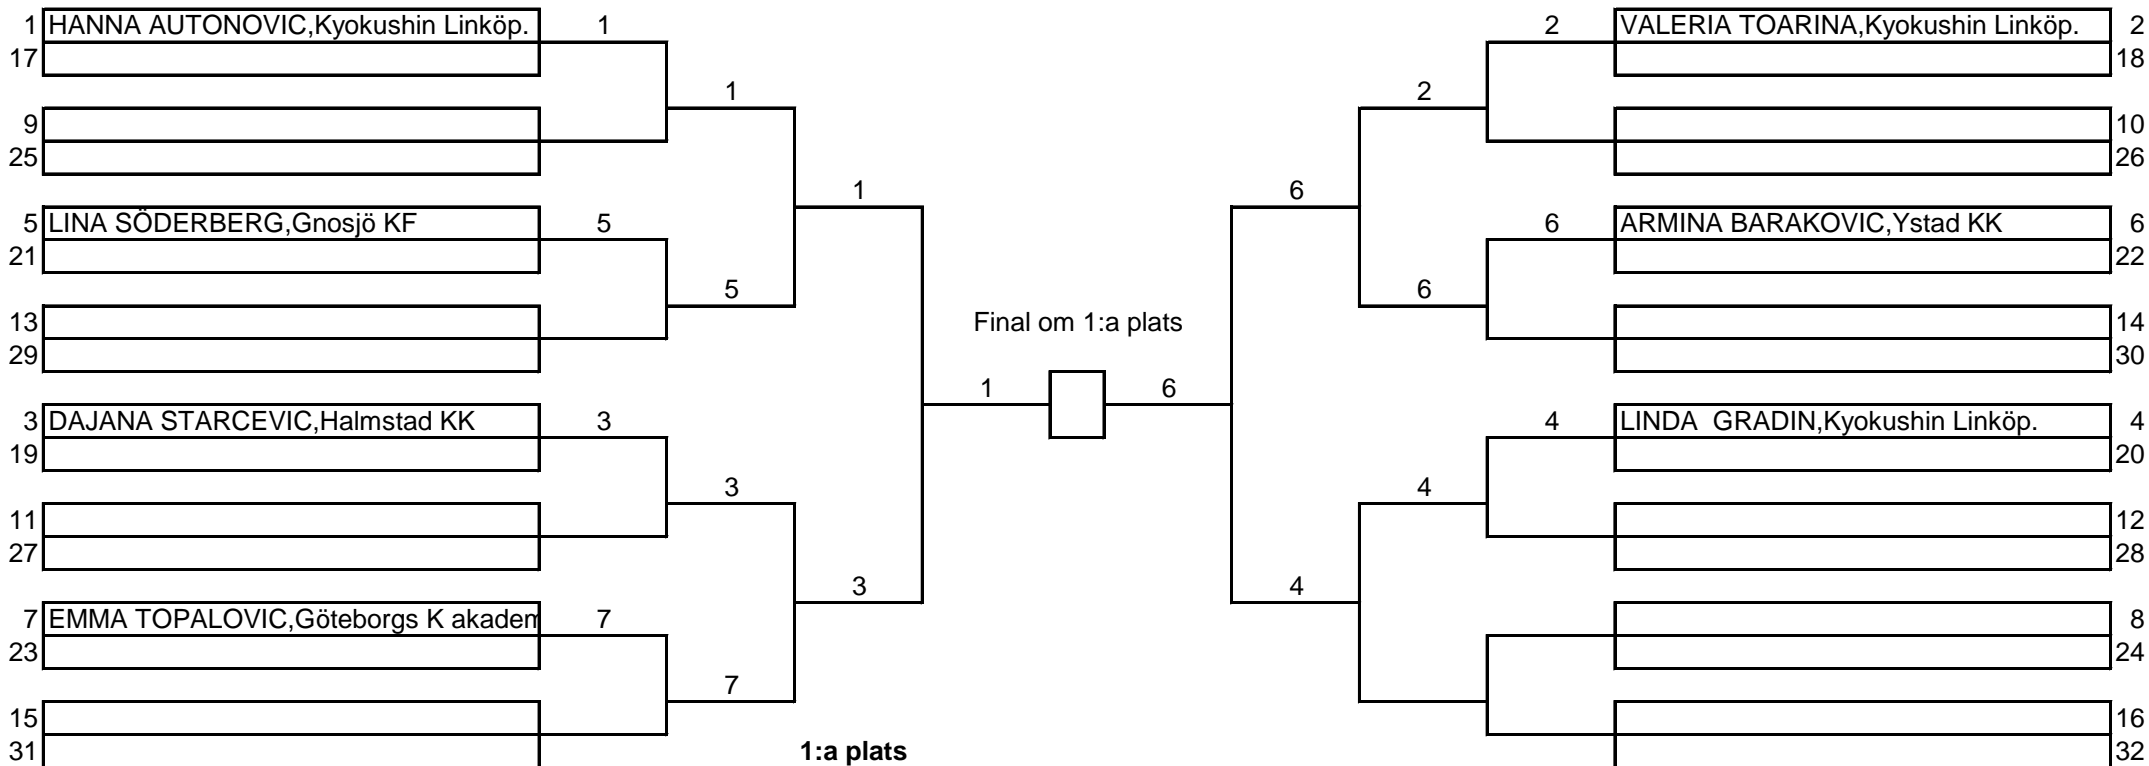 1 HANNA AUTONOVIC,Kyokushin Linköp. 1 2 VALERIA TOARINA,Kyokushin Linköp. 2
17 18
1 2
9 10
25 26
1 6
5 LINA SÖDERBERG,Gnosjö KF 5 6 ARMINA BARAKOVIC,Ystad KK 6
21 22
5 6
13 Final om 1:a plats 14
29 30
1 6
3 DAJANA STARCEVIC,Halmstad KK 3 4 LINDA GRADIN,Kyokushin Linköp. 4
19 20
3 4
11 12
27 28
3 4
7 EMMA TOPALOVIC,Göteborgs K akadem 7 8
23 24
7
15 16
31 1:a plats 32